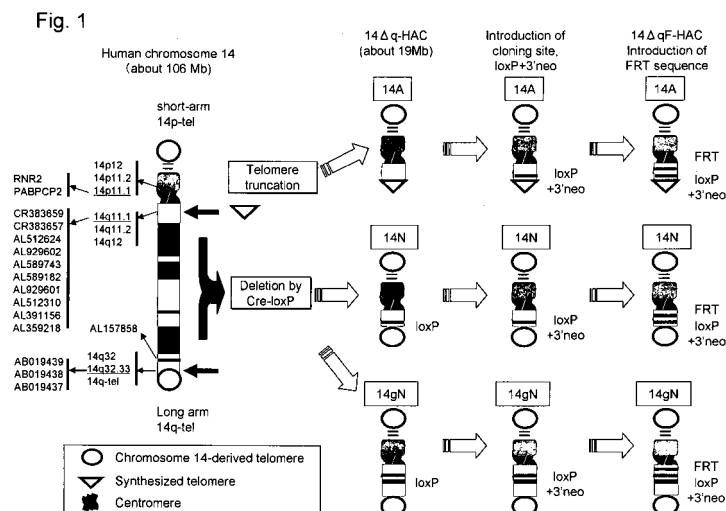 Fig. 1
Human chromosome 14
(about 106 Mb)
short-arm
14p-tel
14p12
14p11.2
14p11.1
RNR2
PABPCP2
14q11.1
14q11.2
14q12
CR383659
CR383657
AL512624
AL929602
AL589743
AL589182
AL929601
AL512310
AL391156
AL359218
AL157858
14q32
14q32.33
14q-tel
AB019439
AB019438
AB019437
Long arm
14q-tel
Telomere
truncation
Deletion by
Cre-loxP
14Δq-HAC
(about 19Mb)
Introduction of
cloning site,
loxP+3'neo
14ΔqF-HAC
Introduction of
FRT sequence
14A
14A
14A
loxP
+3'neo
FRT
loxP
+3'neo
14N
14N
14N
loxP
loxP
+3'neo
FRT
loxP
+3'neo
14gN
14gN
14gN
loxP
loxP
+3'neo
FRT
loxP
+3'neo
Chromosome 14-derived telomere
Synthesized telomere
Centromere